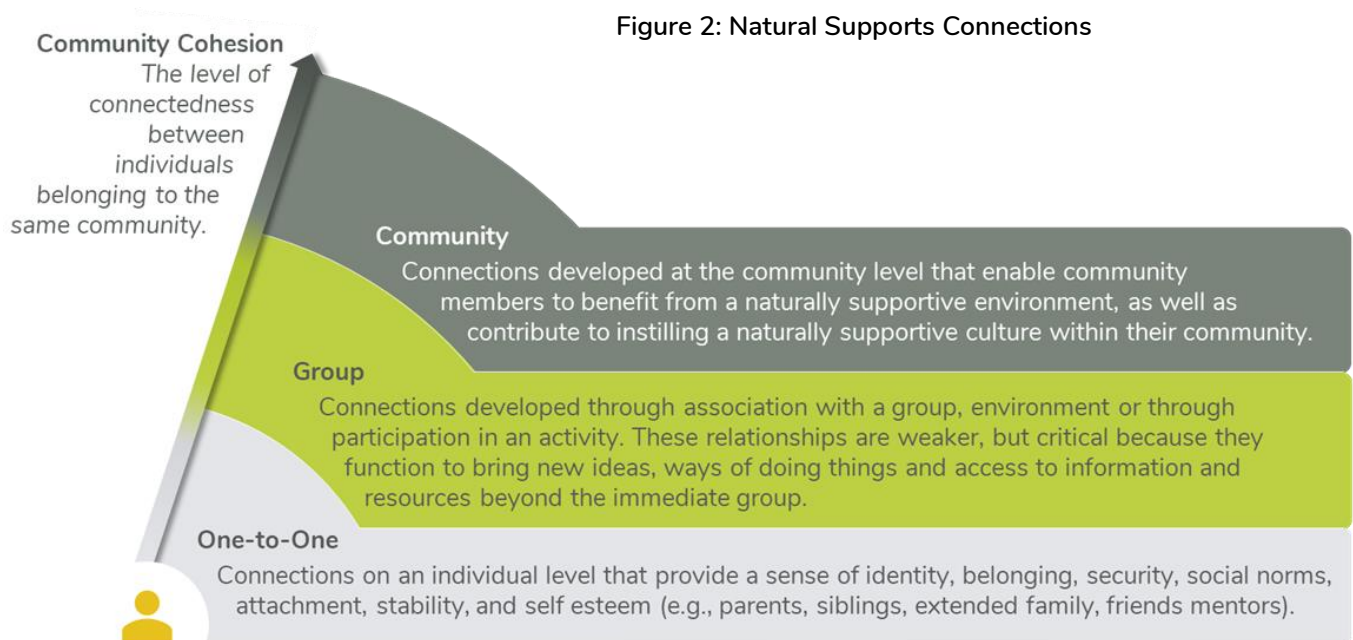 Figure 2: Natural Supports Connections
Community Cohesion
The level of
connectedness
between
individuals
belonging to the
same community.
Community
Connections developed at the community level that enable community
members to benefit from a naturally supportive environment, as well as
contribute to instilling a naturally supportive culture within their community.
Group
Connections developed through association with a group, environment or through
participation in an activity. These relationships are weaker, but critical because they
function to bring new ideas, ways of doing things and access to information and
resources beyond the immediate group.
One-to-One
Connections on an individual level that provide a sense of identity, belonging, security, social norms,
attachment, stability, and self esteem (e.g., parents, siblings, extended family, friends mentors).